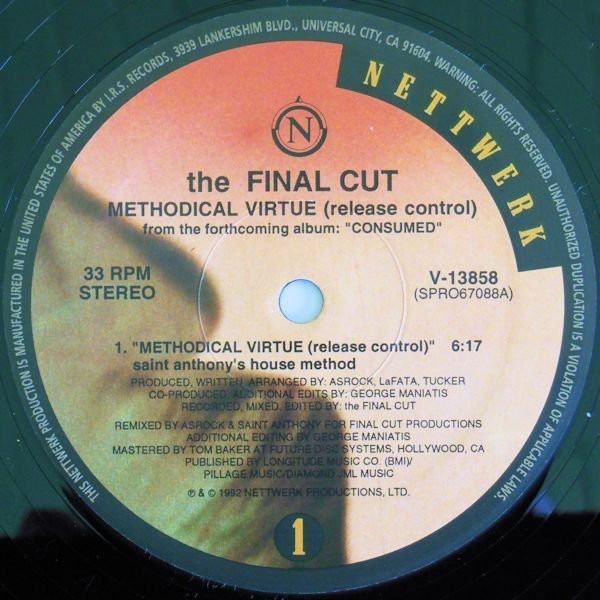 THIS NETTWERK PRODUCTION IS MANUFACTURED IN THE UNITED STATES OF AMERICA BY I.R.S. RECORDS, 3939 LANKERSHIM BLVD., UNIVERSAL CITY, CA 91604. WARNING: ALL RIGHTS RESERVED. UNAUTHORIZED DUPLICATION IS A VIOLATION OF APPLICABLE LAWS.
NETTWERK
N
the FINAL CUT
METHODICAL VIRTUE (release control)
from the forthcoming album: "CONSUMED"
33 RPM
STEREO
V-13858
(SPRO67088A)
1. "METHODICAL VIRTUE (release control)" 6:17
saint anthony's house method
PRODUCED, WRITTEN, ARRANGED BY: ASROCK, LaFATA, TUCKER
CO-PRODUCED, ADDITIONAL EDITS BY: GEORGE MANIATIS
RECORDED, MIXED, EDITED BY: the FINAL CUT
REMIXED BY ASROCK & SAINT ANTHONY FOR FINAL CUT PRODUCTIONS
ADDITIONAL EDITING BY GEORGE MANIATIS
MASTERED BY TOM BAKER AT FUTURE DISC SYSTEMS, HOLLYWOOD, CA
PUBLISHED BY LONGITUDE MUSIC CO. (BMI)/
PILLAGE MUSIC/DIAMOND JML MUSIC
℗ & © 1992 NETTWERK PRODUCTIONS, LTD.
1